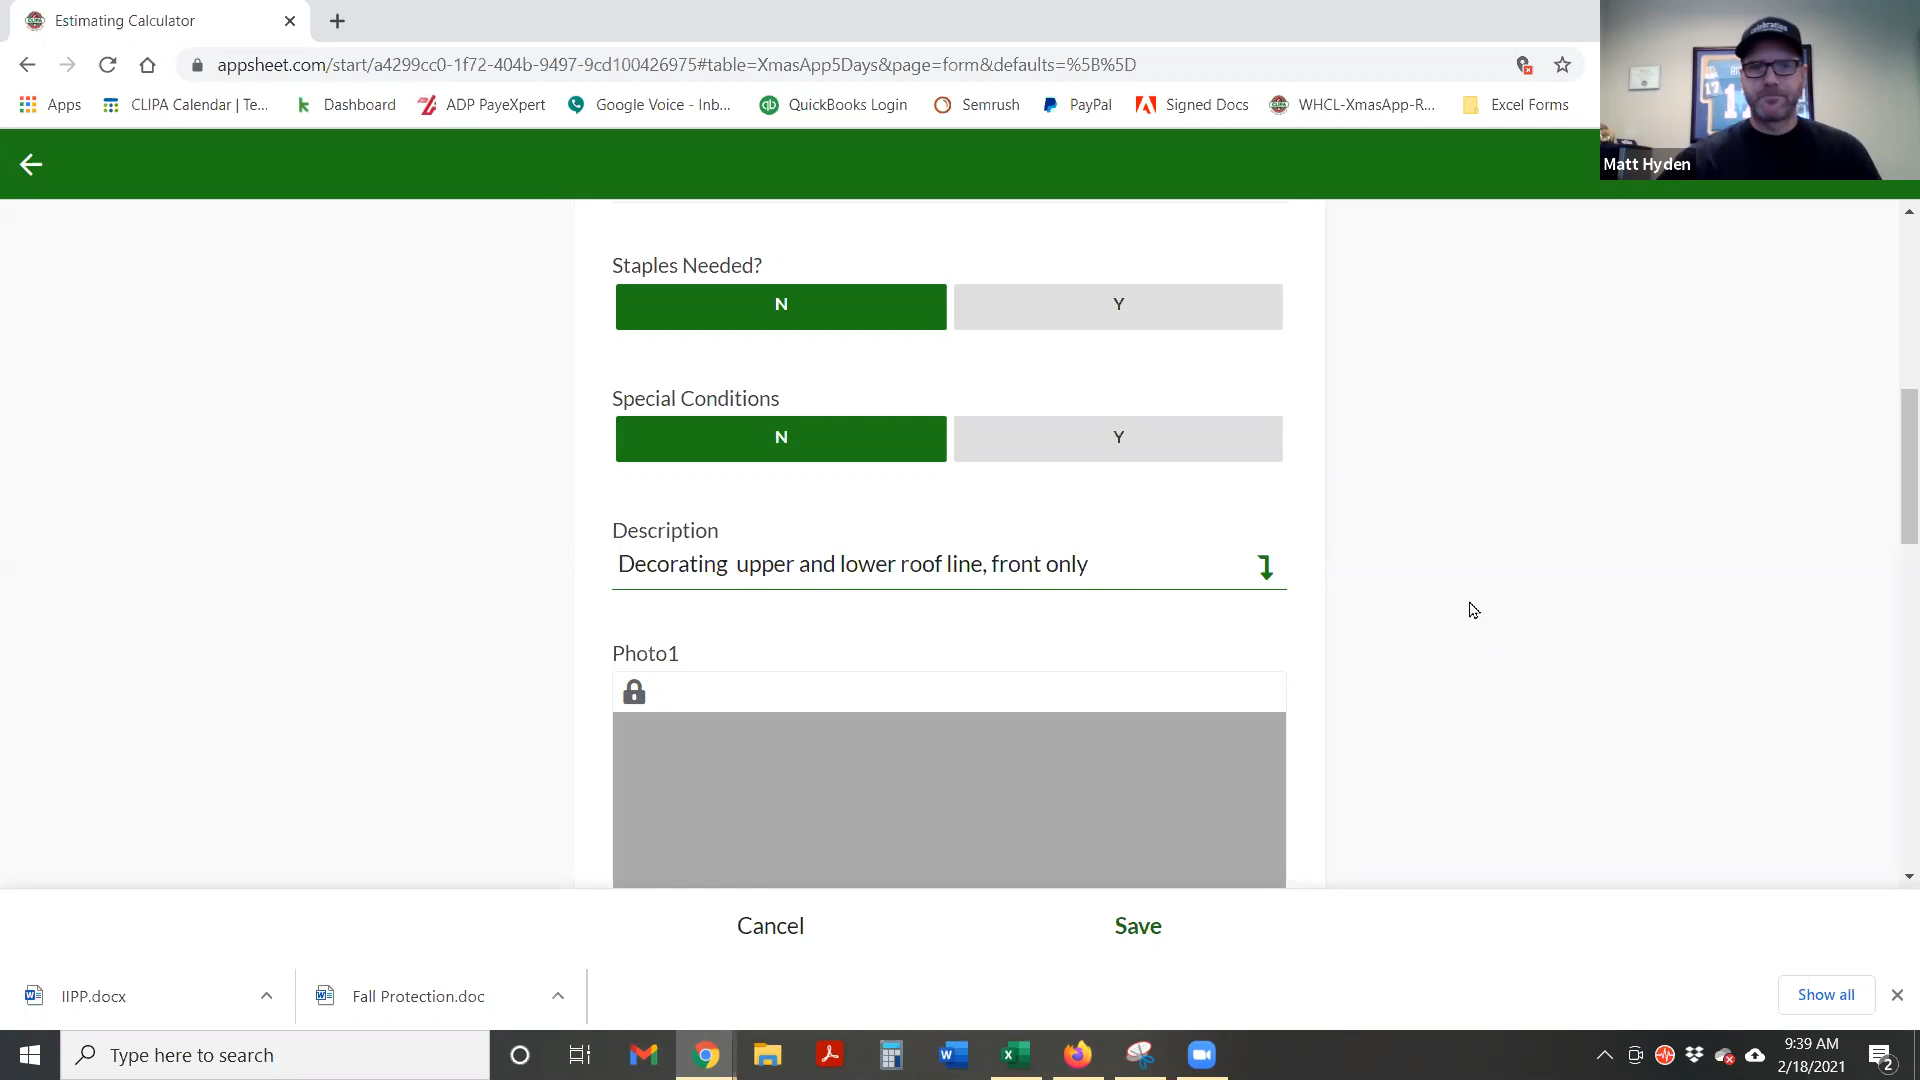 Estimating Calculator
appsheet.com/start/a4299cc0-1f72-404b-9497-9cd100426975#table=XmasApp5Days&page=form&defaults=%5B%5D
Apps
CLIPA Calendar | Te...
Dashboard
ADP PayeXpert
Google Voice - Inb...
QuickBooks Login
Semrush
PayPal
Signed Docs
WHCL-XmasApp-R...
Excel Forms
Matt Hyden
Staples Needed?
N
Y
Special Conditions
N
Y
Description
Decorating  upper and lower roof line, front only
Photo1
Cancel
Save
IIPP.docx
Fall Protection.doc
Show all
Type here to search
9:39 AM
2/18/2021
2